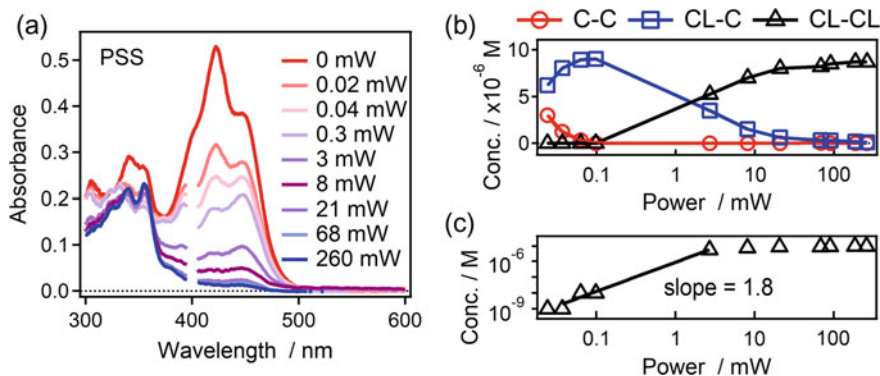 (a)
PSS
0 mW
0.02 mW
0.04 mW
0.3 mW
3 mW
8 mW
21 mW
68 mW
260 mW
0.5
0.4
0.3
0.2
0.1
0.0
Absorbance
300
400
500
600
Wavelength / nm
(b)
C-C
CL-C
CL-CL
10
5
0
Conc. / x10⁻⁶ M
0.1
1
10
100
Power / mW
(c)
10⁻⁶
10⁻⁹
Conc. / M
slope = 1.8
0.1
1
10
100
Power / mW